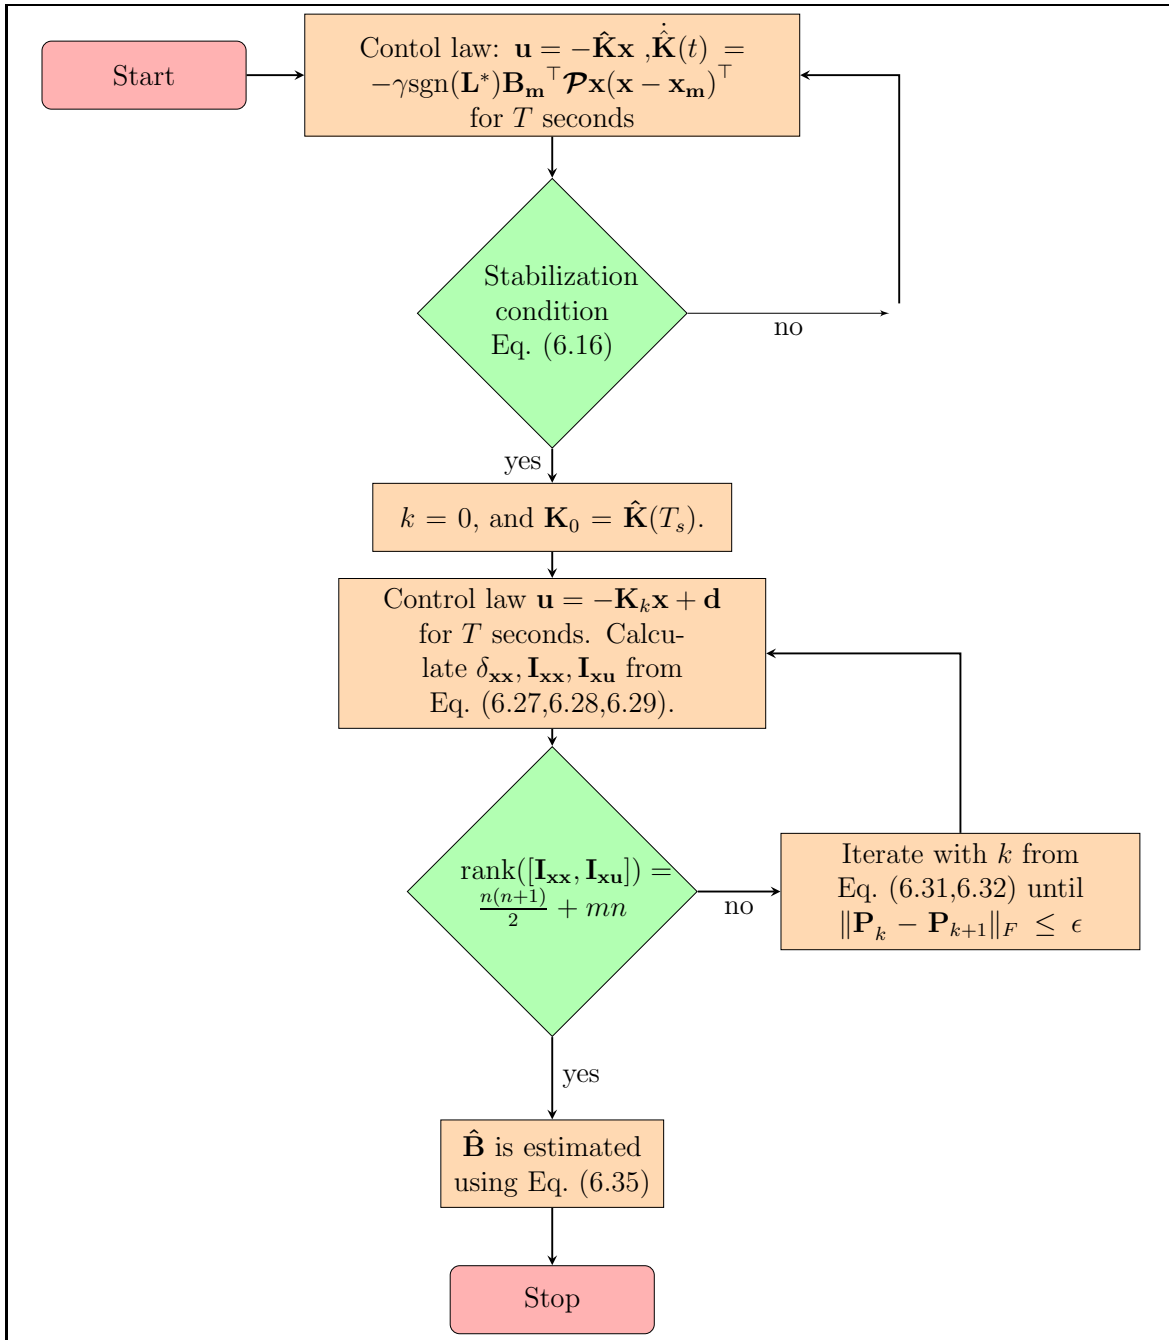 Start
Contol law: u = −K̂x ,K̂̇(t) =
−γsgn(L*)Bₘ^⊤𝓟x(x − xₘ)^⊤
for T seconds
Stabilization
condition
Eq. (6.16)
no
yes
k = 0, and K₀ = K̂(Tₛ).
Control law u = −Kₖx + d
for T seconds. Calcu-
late δₓₓ, Iₓₓ, Iₓᵤ from
Eq. (6.27,6.28,6.29).
rank([Iₓₓ, Iₓᵤ]) =
n(n+1)/2 + mn
no
Iterate with k from
Eq. (6.31,6.32) until
‖Pₖ − Pₖ₊₁‖_F ≤ ϵ
yes
B̂ is estimated
using Eq. (6.35)
Stop